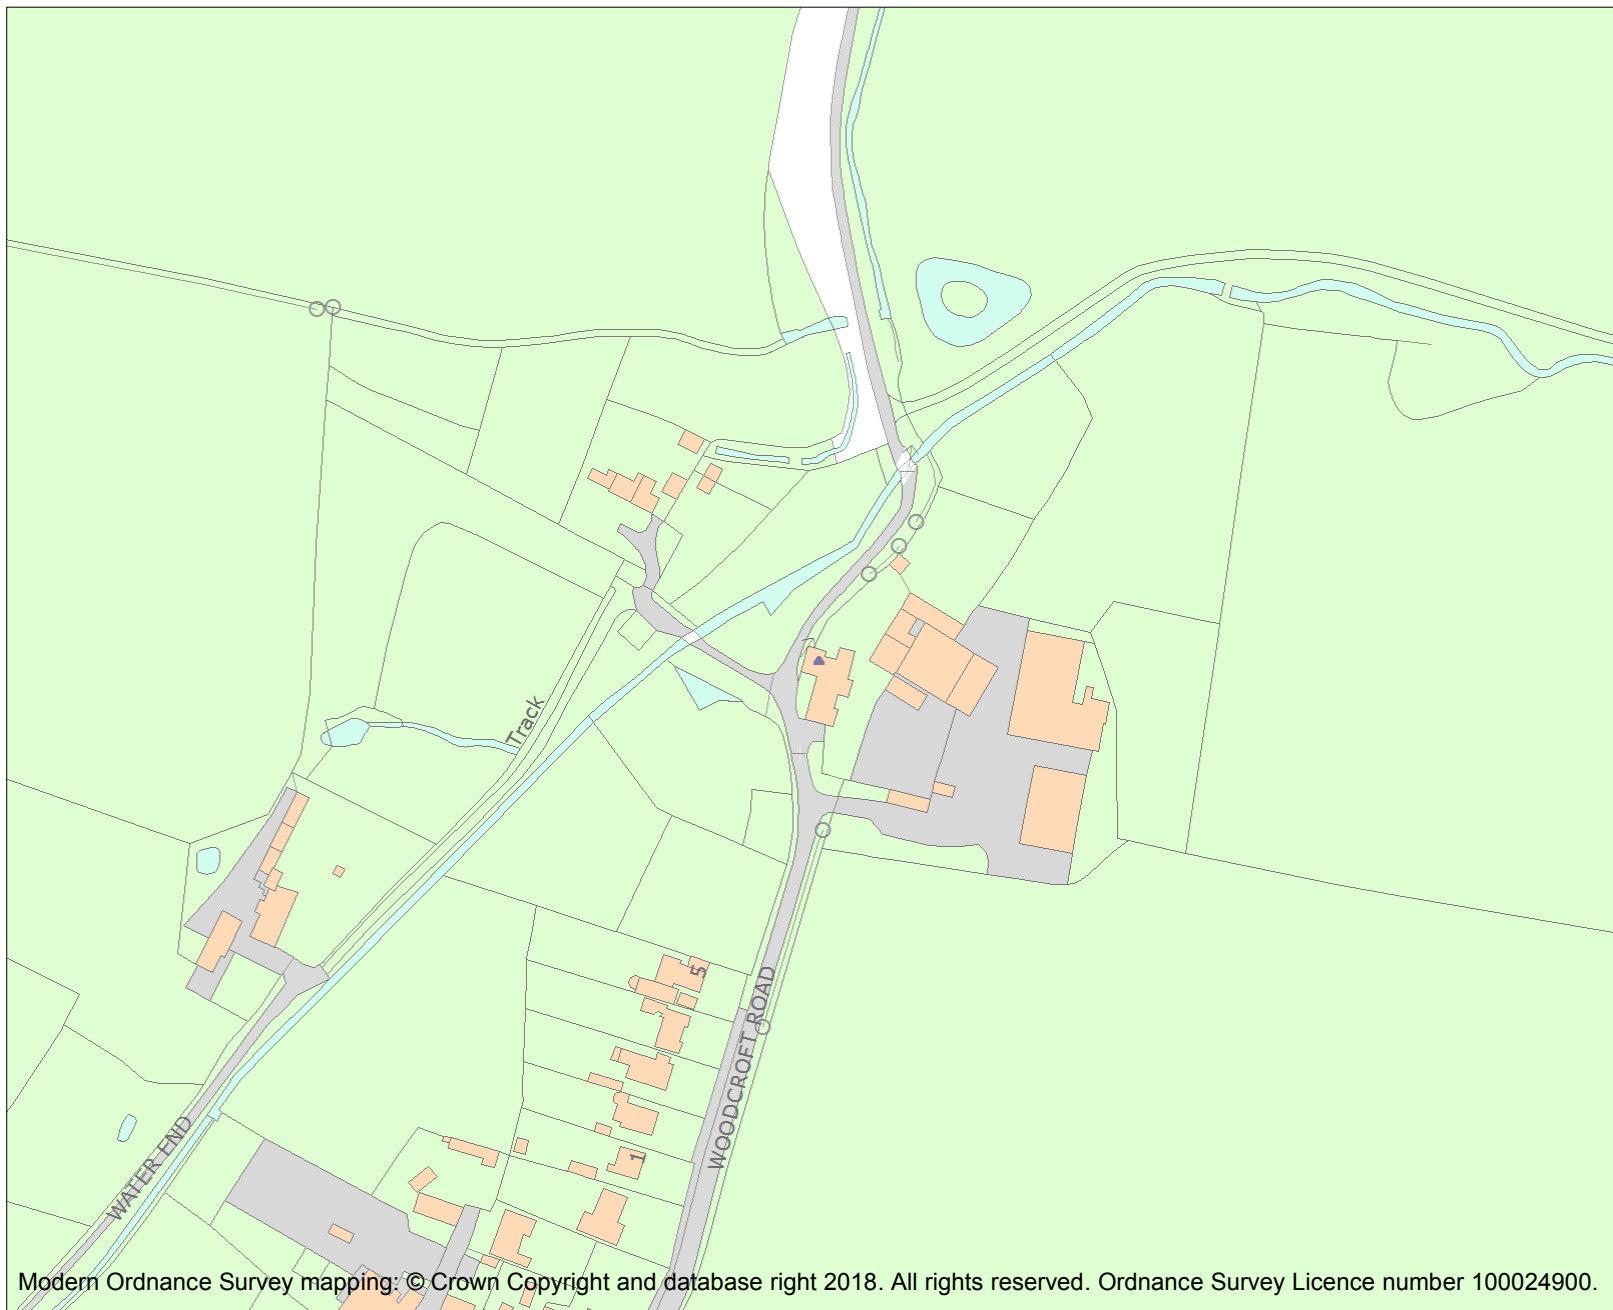 Track
5
WOODCROFT ROAD
WATER END
1
Modern Ordnance Survey mapping: © Crown Copyright and database right 2018. All rights reserved. Ordnance Survey Licence number 100024900.